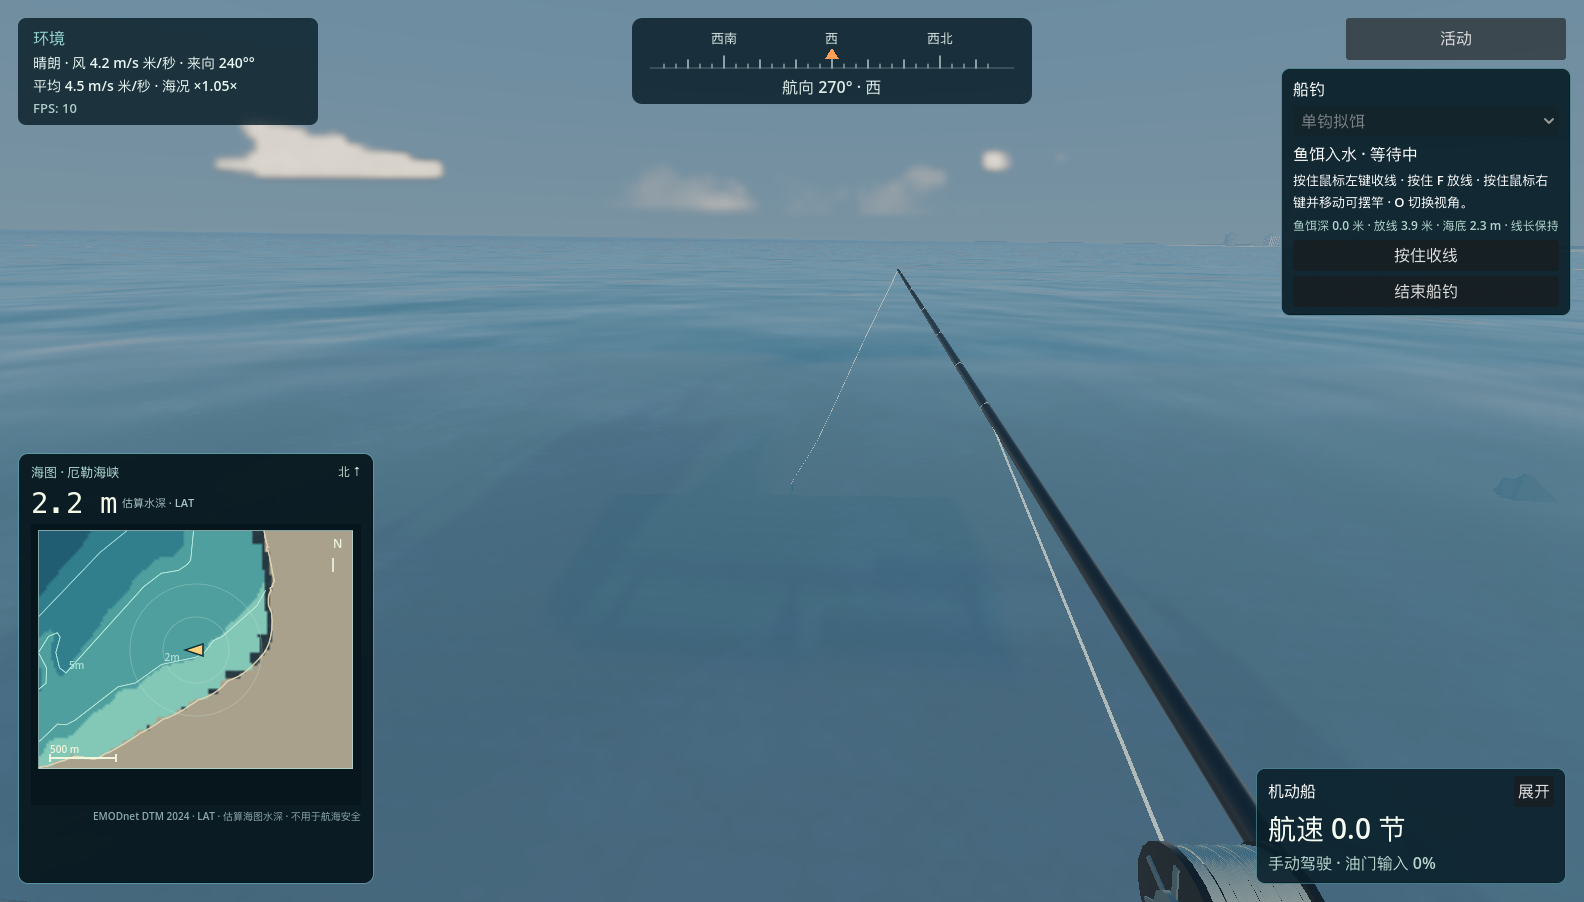 环境
晴朗 · 风 4.2 m/s 米/秒 · 来向 240°°
平均 4.5 m/s 米/秒 · 海况 ×1.05×
FPS: 10
西南 西 西北
航向 270° · 西
活动
船钓
单钩拟饵
鱼饵入水 · 等待中
按住鼠标左键收线 · 按住 F 放线 · 按住鼠标右
键并移动可摆竿 · O 切换视角。
鱼饵深 0.0 米 · 放线 3.9 米 · 海底 2.3 m · 线长保持
按住收线
结束船钓
海图 · 厄勒海峡 北 ↑
2.2 m 估算水深 · LAT
N
2m
5m
500 m
EMODnet DTM 2024 · LAT · 估算海图水深 · 不用于航海安全
机动船 展开
航速 0.0 节
手动驾驶 · 油门输入 0%